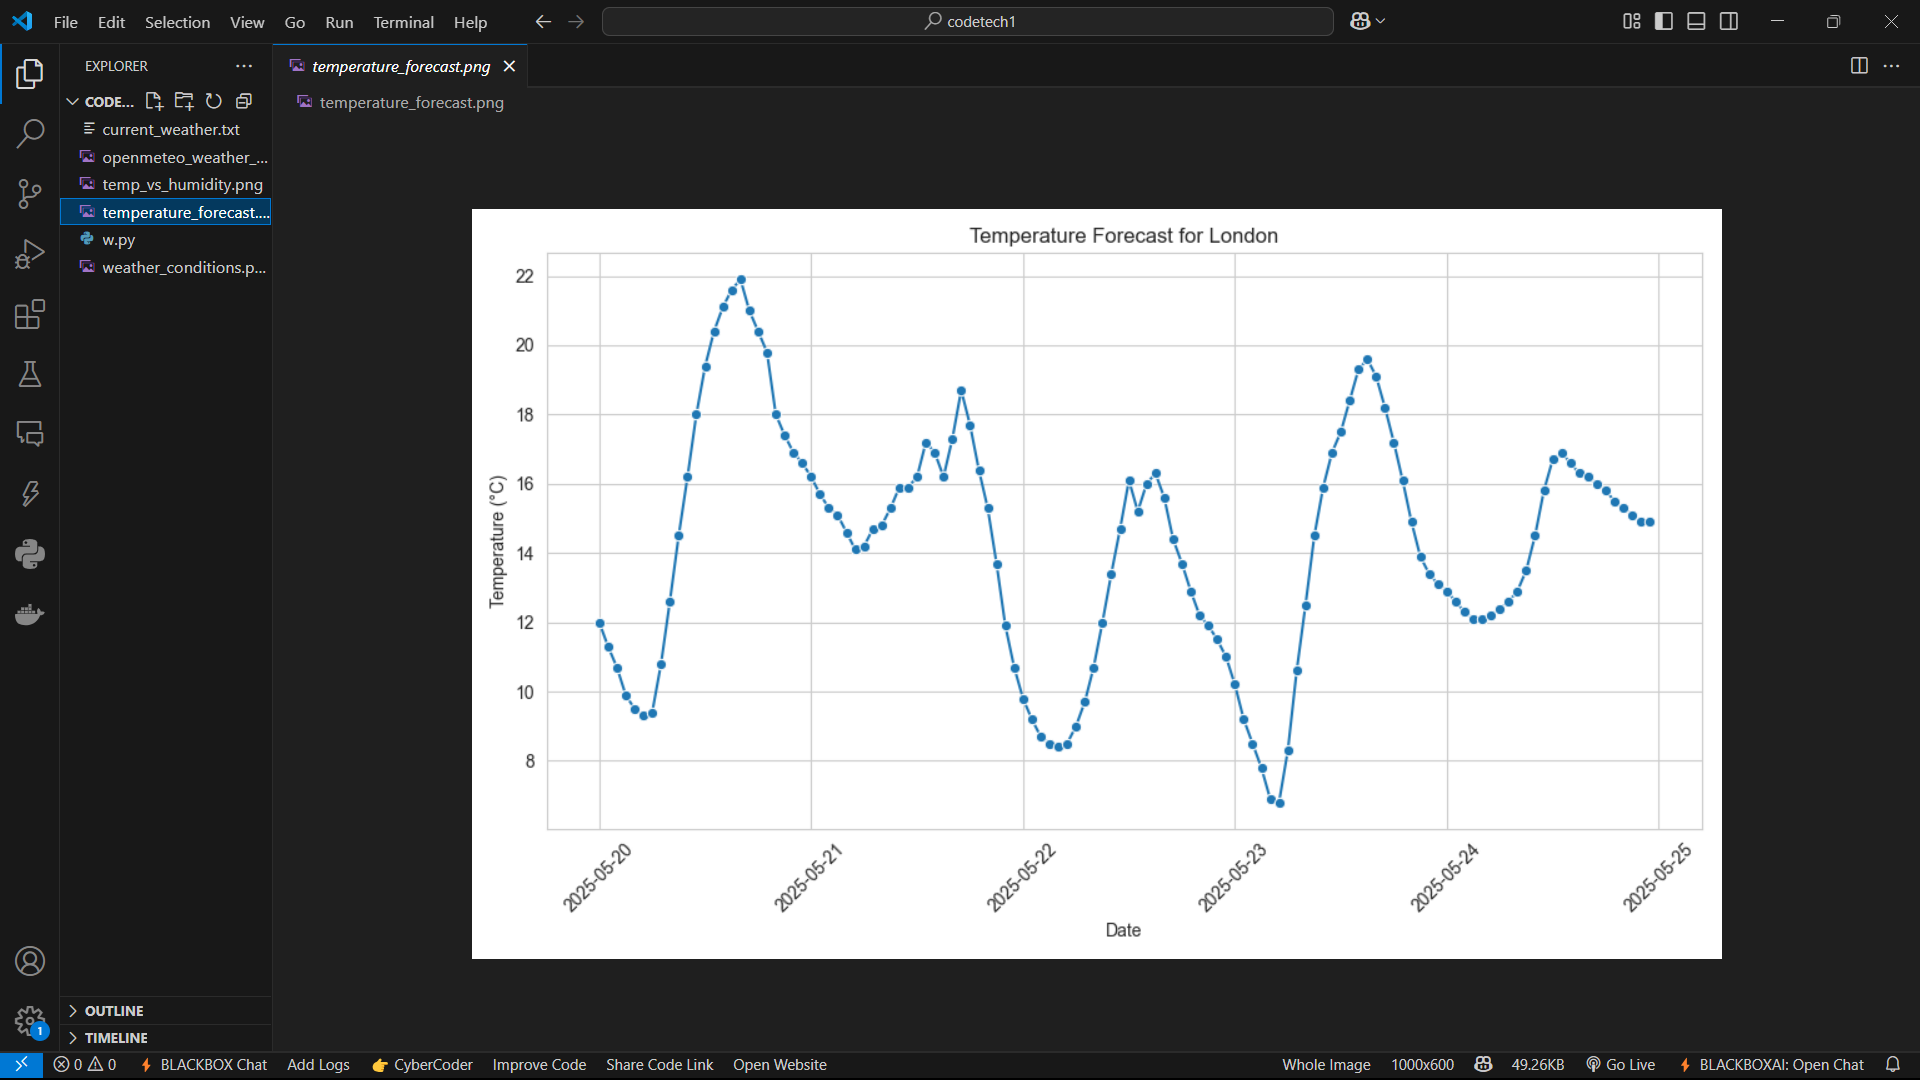 File Edit Selection View Go Run Terminal Help
codetech1
EXPLORER
temperature_forecast.png
CODE...
temperature_forecast.png
current_weather.txt
openmeteo_weather_...
temp_vs_humidity.png
temperature_forecast....
w.py
weather_conditions.p...
Temperature Forecast for London
22
20
18
16
14
12
10
8
Temperature (°C)
2025-05-20
2025-05-21
2025-05-22
2025-05-23
2025-05-24
2025-05-25
Date
OUTLINE
TIMELINE
1
0 0 BLACKBOX Chat Add Logs CyberCoder Improve Code Share Code Link Open Website Whole Image 1000x600 49.26KB Go Live BLACKBOXAI: Open Chat